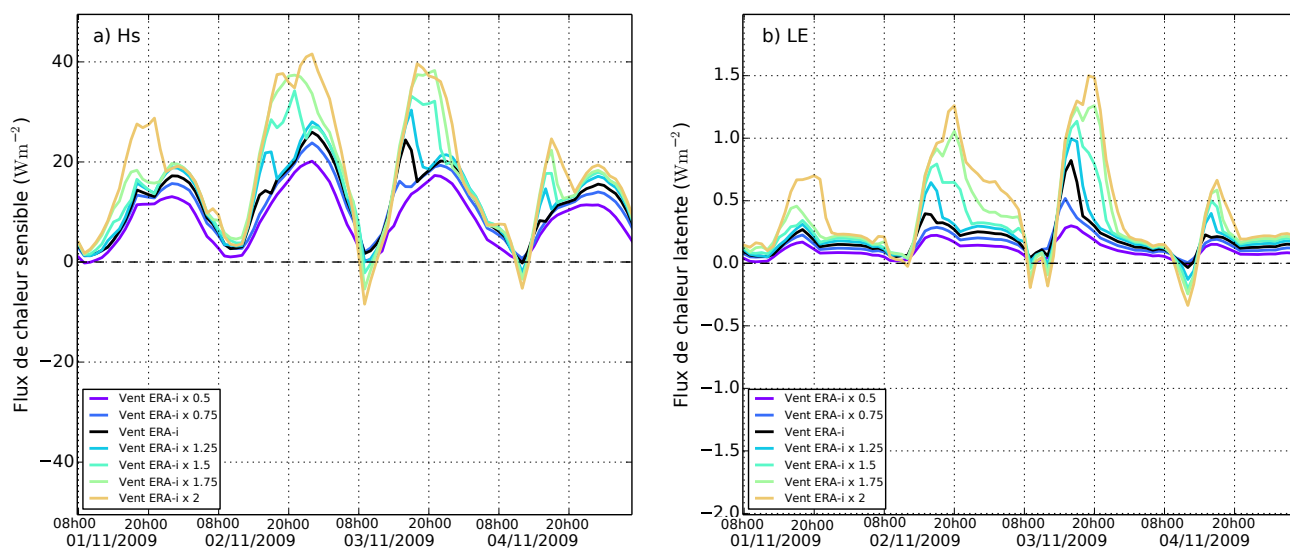 a) Hs
Flux de chaleur sensible (Wm−2)
40
20
0
−20
−40
Vent ERA-i x 0.5
Vent ERA-i x 0.75
Vent ERA-i
Vent ERA-i x 1.25
Vent ERA-i x 1.5
Vent ERA-i x 1.75
Vent ERA-i x 2
08h00 20h00 08h00 20h00 08h00 20h00 08h00 20h00
01/11/2009 02/11/2009 03/11/2009 04/11/2009
b) LE
Flux de chaleur latente (Wm−2)
1.5
1.0
0.5
0.0
−0.5
−1.0
−1.5
−2.0
Vent ERA-i x 0.5
Vent ERA-i x 0.75
Vent ERA-i
Vent ERA-i x 1.25
Vent ERA-i x 1.5
Vent ERA-i x 1.75
Vent ERA-i x 2
08h00 20h00 08h00 20h00 08h00 20h00 08h00 20h00
01/11/2009 02/11/2009 03/11/2009 04/11/2009